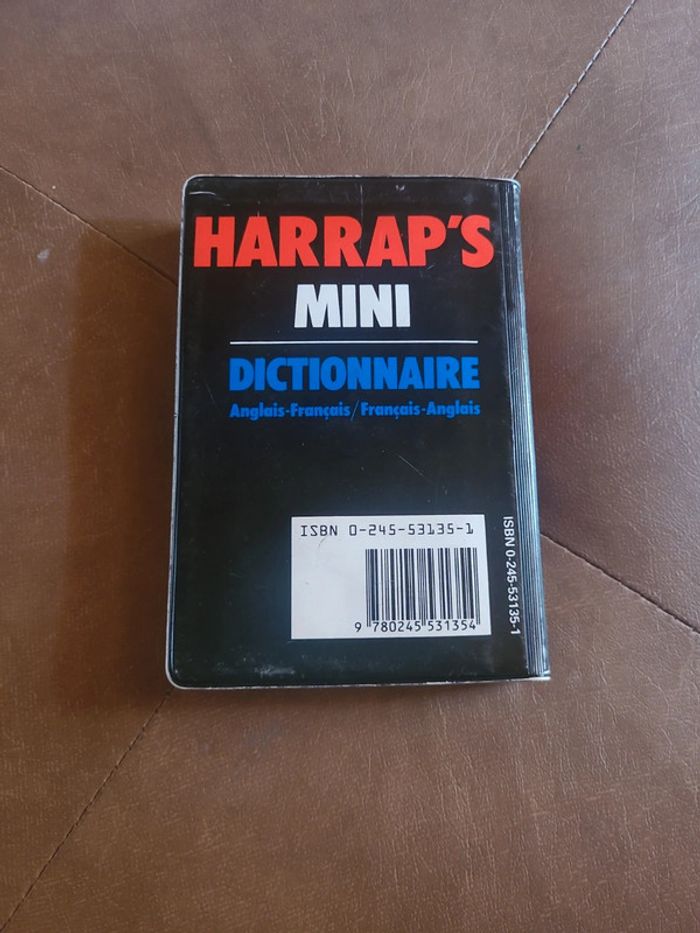 HARRAP'S
MINI
DICTIONNAIRE
Anglais-Français/Français-Anglais
ISBN 0-245-53135-1
9 780245 531354
ISBN 0-245-53135-1